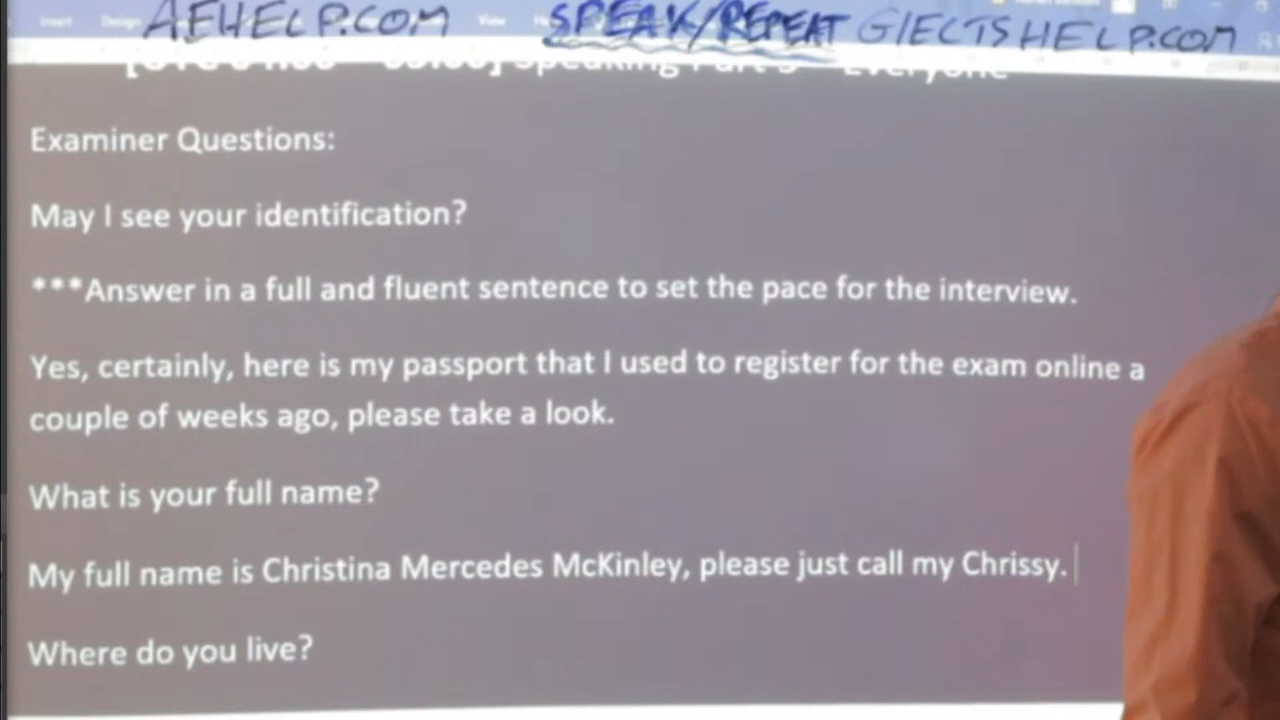 AEHELP.COM SPEAK/REPEAT GIELTSHELP.COM
Speaking Part Everyone
Examiner Questions:
May I see your identification?
***Answer in a full and fluent sentence to set the pace for the interview.
Yes, certainly, here is my passport that I used to register for the exam online a
couple of weeks ago, please take a look.
What is your full name?
My full name is Christina Mercedes McKinley, please just call my Chrissy.
Where do you live?